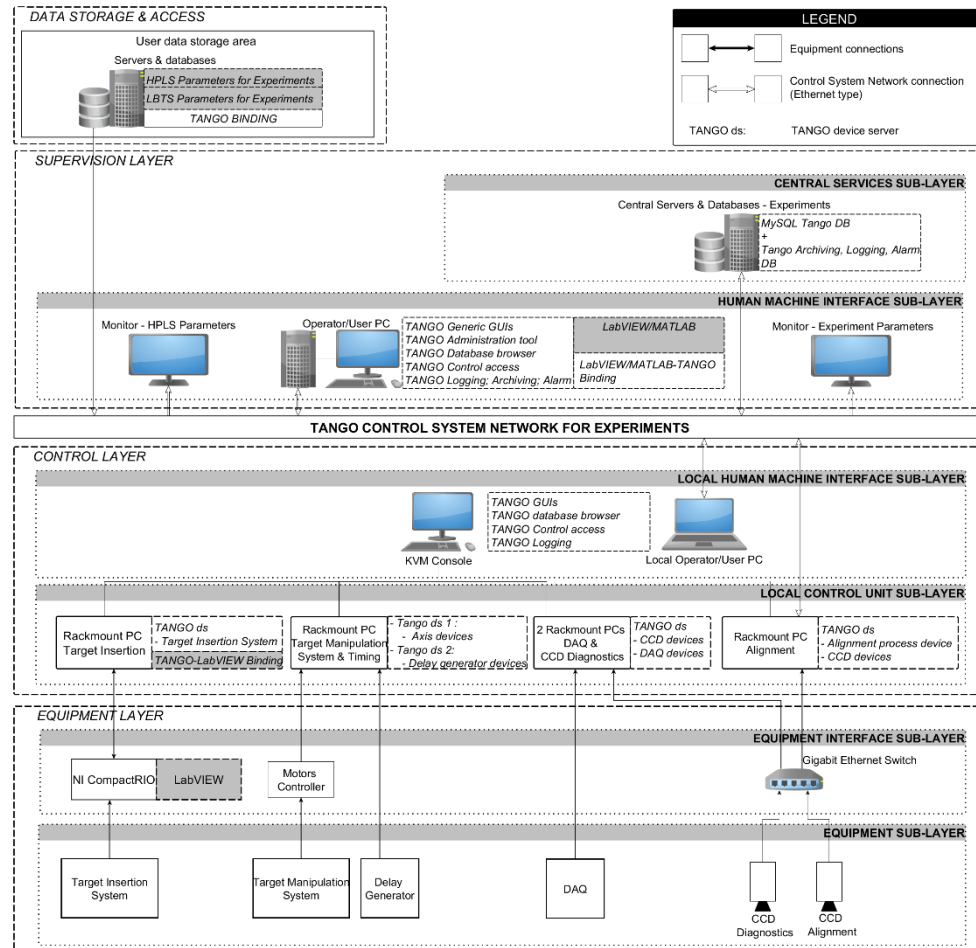 DATA STORAGE & ACCESS
User data storage area
Servers & databases
HPLS Parameters for Experiments
LBTS Parameters for Experiments
TANGO BINDING
LEGEND
Equipment connections
Control System Network connection
(Ethernet type)
TANGO ds:
TANGO device server
SUPERVISION LAYER
CENTRAL SERVICES SUB-LAYER
Central Servers & Databases - Experiments
MySQL Tango DB
+
Tango Archiving, Logging, Alarm
DB
HUMAN MACHINE INTERFACE SUB-LAYER
Monitor - HPLS Parameters
Operator/User PC
TANGO Generic GUIs
TANGO Administration tool
TANGO Database browser
TANGO Control access
TANGO Logging; Archiving; Alarm
LabVIEW/MATLAB
LabVIEW/MATLAB-TANGO
Binding
Monitor - Experiment Parameters
TANGO CONTROL SYSTEM NETWORK FOR EXPERIMENTS
CONTROL LAYER
LOCAL HUMAN MACHINE INTERFACE SUB-LAYER
KVM Console
TANGO GUIs
TANGO database browser
TANGO Control access
TANGO Logging
Local Operator/User PC
LOCAL CONTROL UNIT SUB-LAYER
Rackmount PC
Target Insertion
TANGO ds
- Target Insertion System
TANGO-LabVIEW Binding
Rackmount PC
Target Manipulation
System & Timing
- Tango ds 1 :
- Axis devices
- Tango ds 2:
- Delay generator devices
2 Rackmount PCs
DAQ &
CCD Diagnostics
TANGO ds
- CCD devices
- DAQ devices
Rackmount PC
Alignment
TANGO ds
- Alignment process device
- CCD devices
EQUIPMENT LAYER
EQUIPMENT INTERFACE SUB-LAYER
NI CompactRIO
LabVIEW
Motors
Controller
Gigabit Ethernet Switch
EQUIPMENT SUB-LAYER
Target Insertion
System
Target Manipulation
System
Delay
Generator
DAQ
CCD
Diagnostics
CCD
Alignment